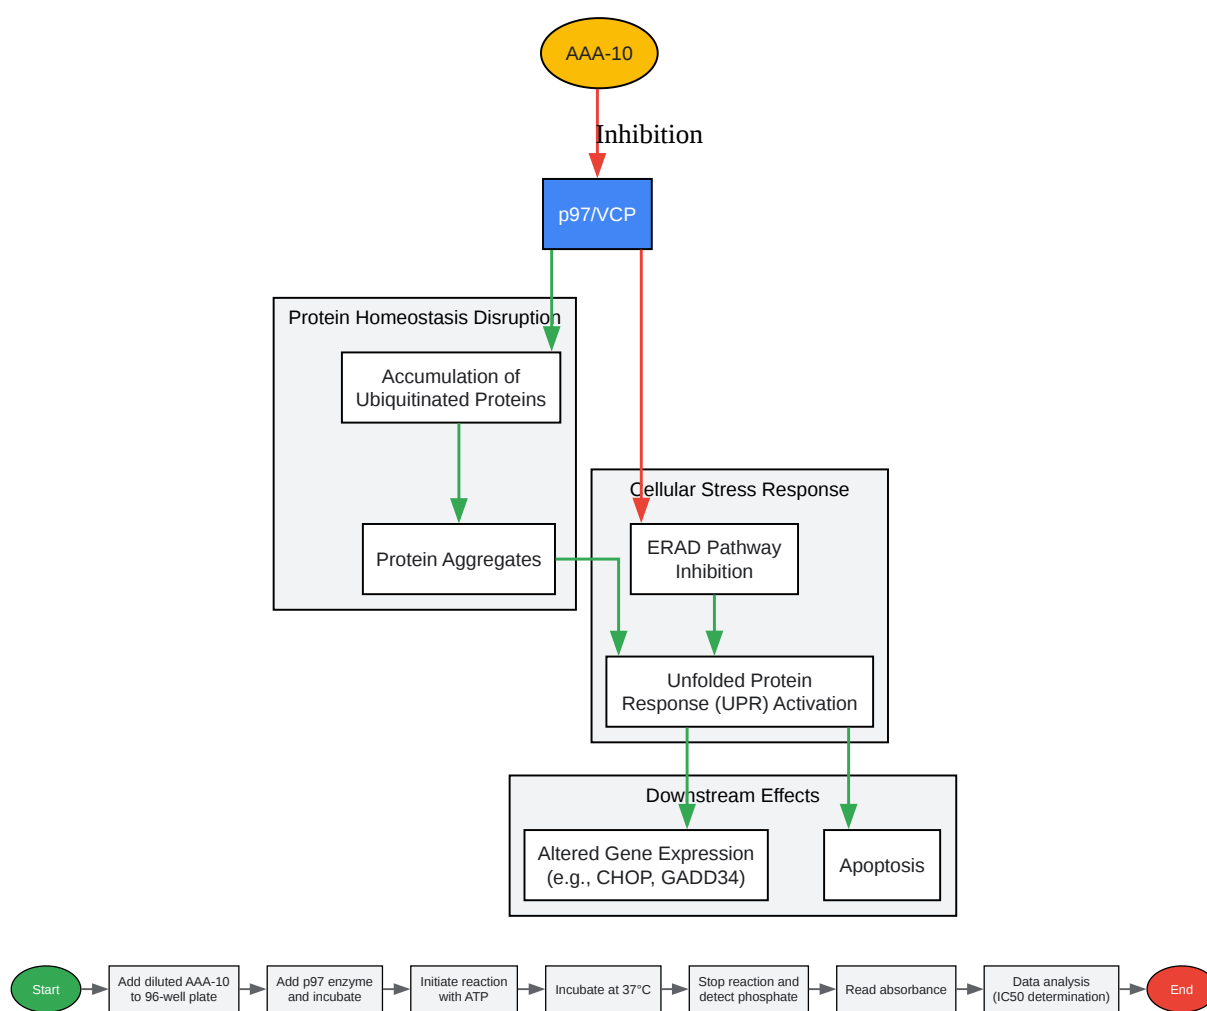 AAA-10
Inhibition
p97/VCP
Protein Homeostasis Disruption
Accumulation of
Ubiquitinated Proteins
Protein Aggregates
Cellular Stress Response
ERAD Pathway
Inhibition
Unfolded Protein
Response (UPR) Activation
Downstream Effects
Altered Gene Expression
(e.g., CHOP, GADD34)
Apoptosis
Start
Add diluted AAA-10
to 96-well plate
Add p97 enzyme
and incubate
Initiate reaction
with ATP
Incubate at 37°C
Stop reaction and
detect phosphate
Read absorbance
Data analysis
(IC50 determination)
End